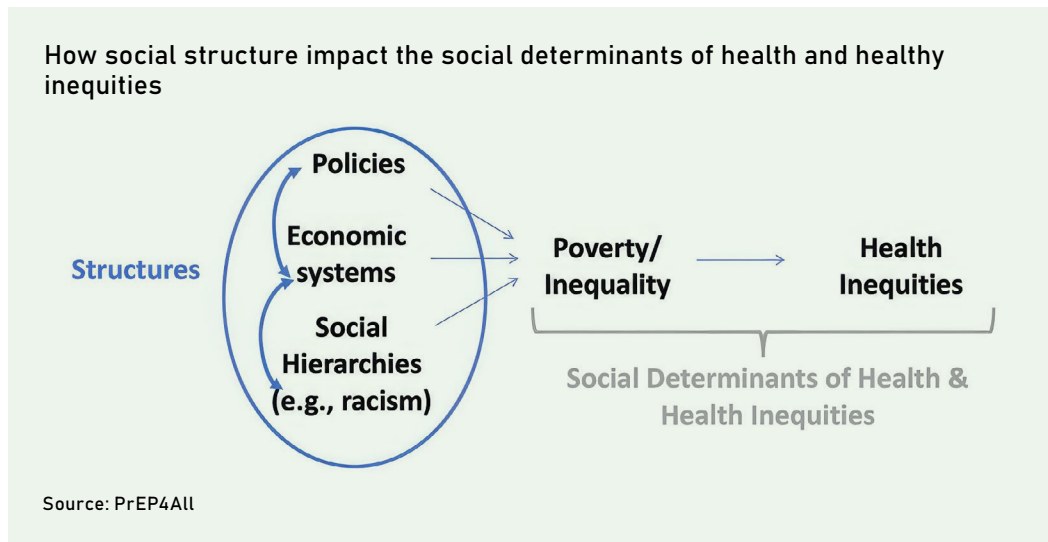 How social structure impact the social determinants of health and healthy
inequities
Policies
Economic
systems
Structures
Social
Hierarchies
(e.g., racism)
Poverty/
Inequality
Health
Inequities
Social Determinants of Health &
Health Inequities
Source: PrEP4All